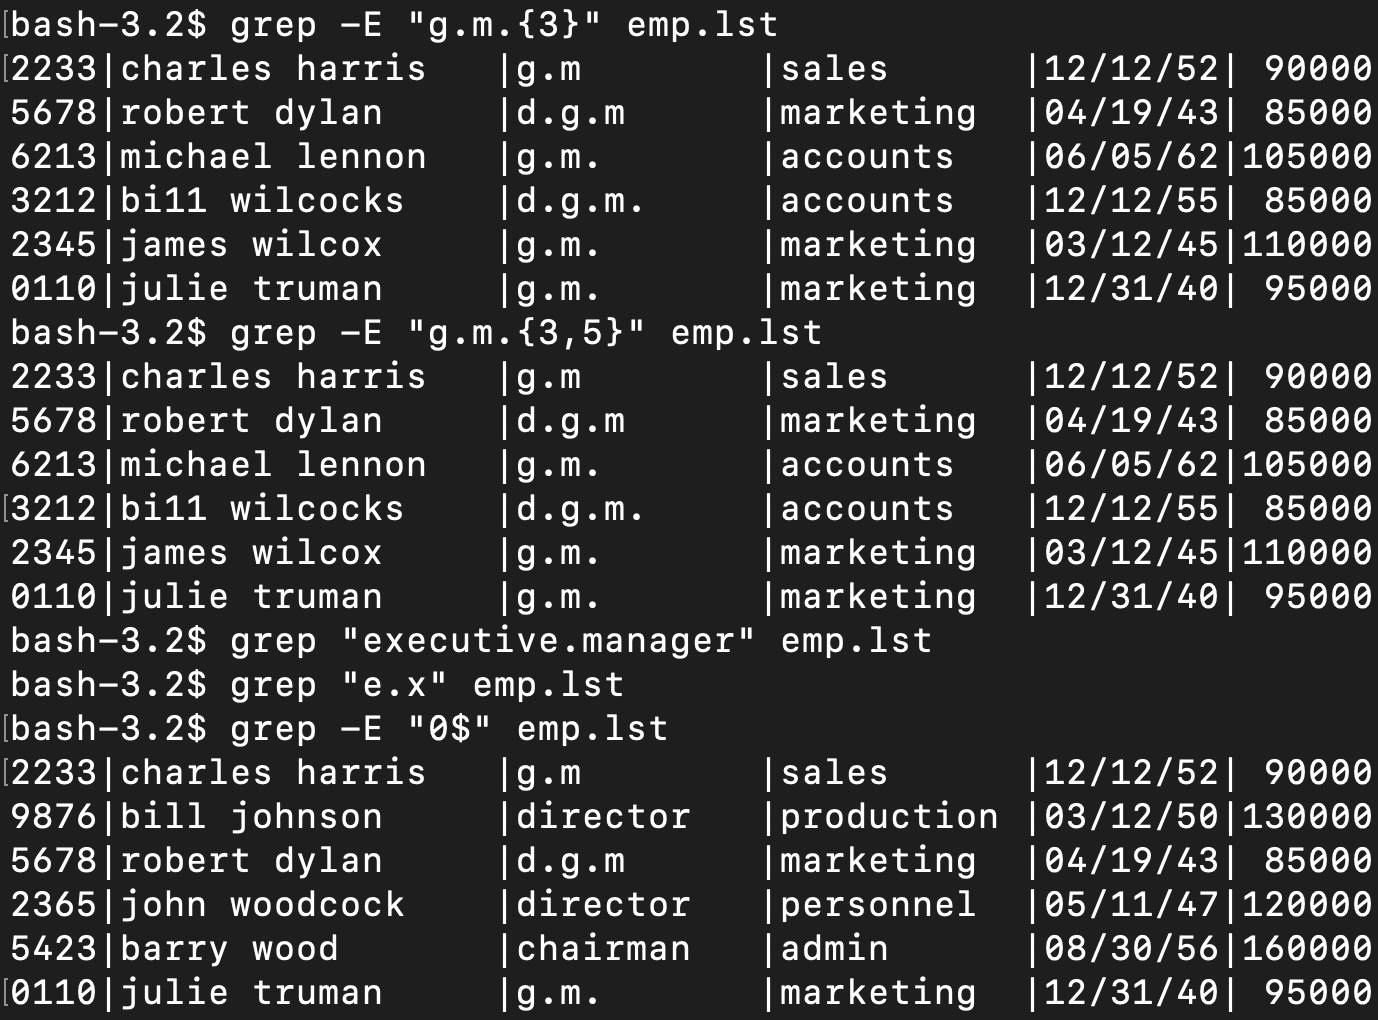 bash-3.2$ grep -E "g.m.{3}" emp.lst
2233|charles harris   |g.m        |sales      |12/12/52| 90000
5678|robert dylan     |d.g.m      |marketing  |04/19/43| 85000
6213|michael lennon   |g.m.       |accounts   |06/05/62|105000
3212|bi11 wilcocks    |d.g.m.     |accounts   |12/12/55| 85000
2345|james wilcox     |g.m.       |marketing  |03/12/45|110000
0110|julie truman     |g.m.       |marketing  |12/31/40| 95000
bash-3.2$ grep -E "g.m.{3,5}" emp.lst
2233|charles harris   |g.m        |sales      |12/12/52| 90000
5678|robert dylan     |d.g.m      |marketing  |04/19/43| 85000
6213|michael lennon   |g.m.       |accounts   |06/05/62|105000
3212|bi11 wilcocks    |d.g.m.     |accounts   |12/12/55| 85000
2345|james wilcox     |g.m.       |marketing  |03/12/45|110000
0110|julie truman     |g.m.       |marketing  |12/31/40| 95000
bash-3.2$ grep "executive.manager" emp.lst
bash-3.2$ grep "e.x" emp.lst
bash-3.2$ grep -E "0$" emp.lst
2233|charles harris   |g.m        |sales      |12/12/52| 90000
9876|bill johnson     |director   |production |03/12/50|130000
5678|robert dylan     |d.g.m      |marketing  |04/19/43| 85000
2365|john woodcock    |director   |personnel  |05/11/47|120000
5423|barry wood       |chairman   |admin      |08/30/56|160000
0110|julie truman     |g.m.       |marketing  |12/31/40| 95000